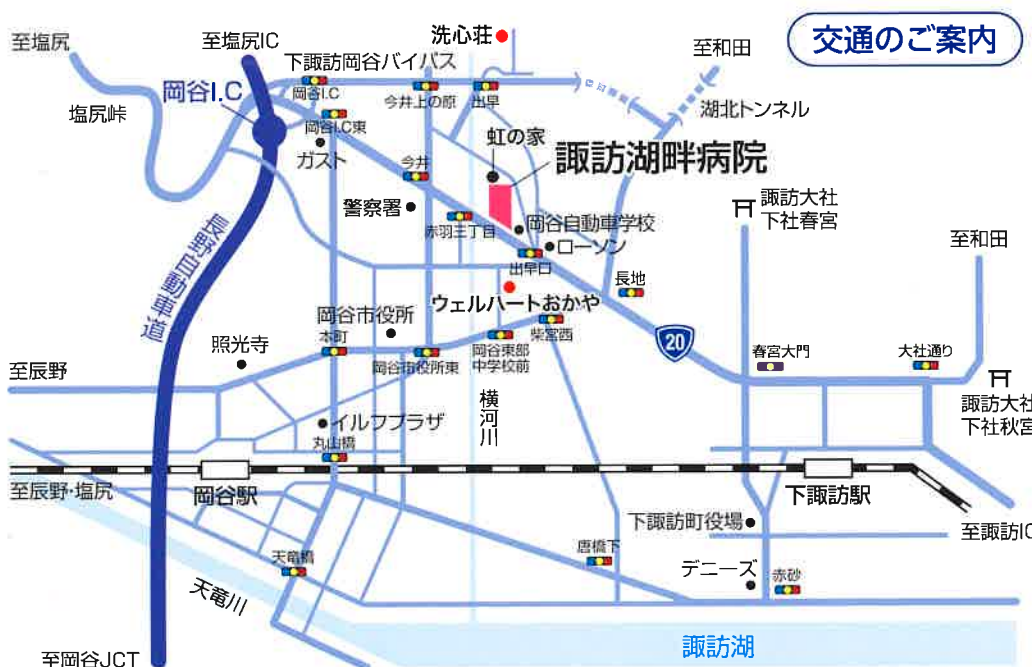 交通のご案内
至塩尻
至塩尻IC
洗心荘
至和田
下諏訪岡谷バイパス
岡谷I.C
岡谷I.C
今井上の原
出早
塩尻峠
岡谷I.C東
湖北トンネル
ガスト
虹の家
諏訪湖畔病院
今井
警察署
赤羽三丁目
岡谷自動車学校
ローソン
諏訪大社
下社春宮
至和田
出早口
長地
長野自動車道
ウェルハートおかや
岡谷市役所
本町
岡谷市役所東
岡谷東部
中学校前
柴宮西
20
照光寺
春宮大門
大社通り
至辰野
諏訪大社
下社秋宮
横河川
イルフプラザ
丸山橋
至辰野・塩尻
岡谷駅
下諏訪駅
下諏訪町役場
至諏訪IC
天竜橋
唐橋下
デニーズ
赤砂
天竜川
諏訪湖
至岡谷JCT